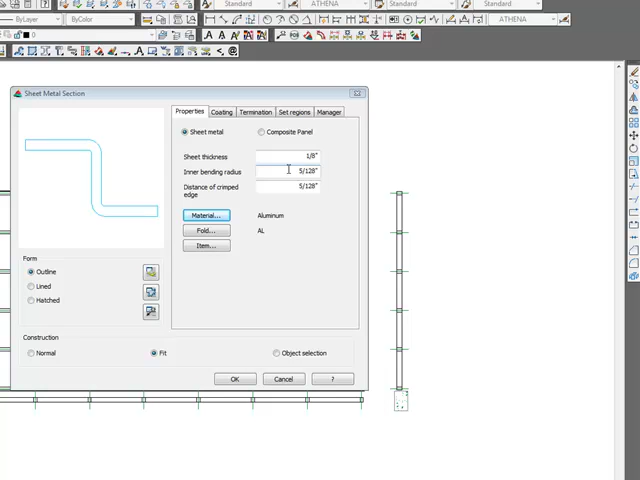 Standard ATHENA Standard Standard
ByLayer ByColor ATHENA
0
Sheet Metal Section
Properties Coating Termination Set regions Manager
Sheet metal Composite Panel
Sheet thickness 1/8"
Inner bending radius 5/128"
Distance of crimped 5/128"
edge
Material... Aluminum
Fold... AL
Item...
Form
Outline
Lined
Hatched
Construction
Normal Fit Object selection
OK Cancel ?